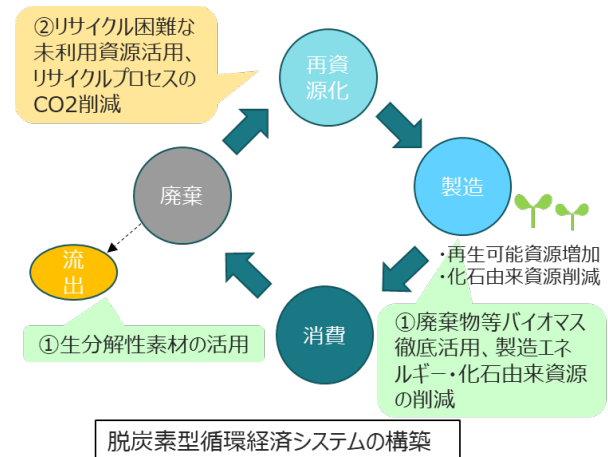 ②リサイクル困難な
未利用資源活用、
リサイクルプロセスの
CO2削減
再資
源化
製造
廃棄
・再生可能資源増加
・化石由来資源削減
流
出
①生分解性素材の活用
消費
①廃棄物等バイオマス
徹底活用、製造エネ
ルギー・化石由来資源
の削減
脱炭素型循環経済システムの構築